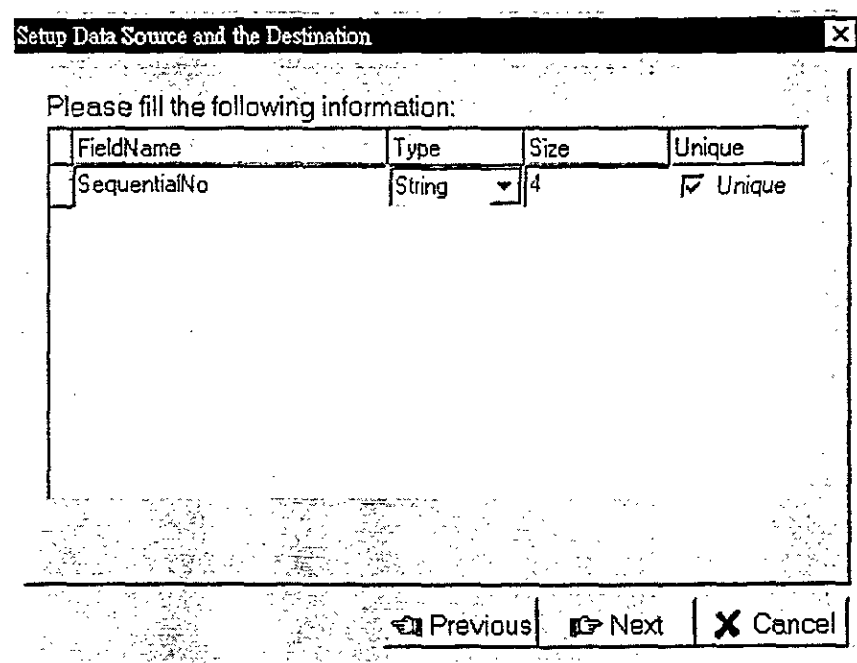 Setup Data Source and the Destination
Please fill the following information:
FieldName Type Size Unique
SequentialNo String 4 Unique
Previous Next Cancel